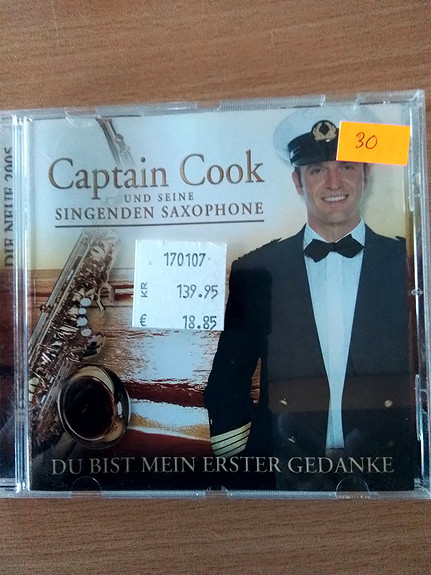 DIE NEUE 2005
30
Captain Cook
UND SEINE
SINGENDEN SAXOPHONE
170107
KR 139.95
€ 18.85
DU BIST MEIN ERSTER GEDANKE